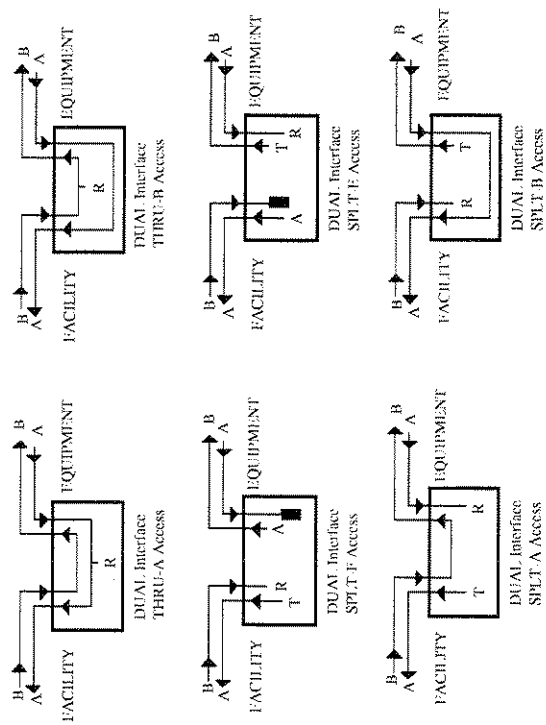 B
A
FACILITY
R
B
A
EQUIPMENT
DUAL Interface
THRU-A Access
B
A
FACILITY
R
B
A
EQUIPMENT
DUAL Interface
THRU-B Access
B
A
FACILITY
T
R
A
B
A
EQUIPMENT
DUAL Interface
SPLT-F Access
B
A
FACILITY
A
T
R
B
A
EQUIPMENT
DUAL Interface
SPLT-E Access
B
A
FACILITY
T
R
B
A
EQUIPMENT
DUAL Interface
SPLT-A Access
B
A
FACILITY
R
T
B
A
EQUIPMENT
DUAL Interface
SPLT-B Access